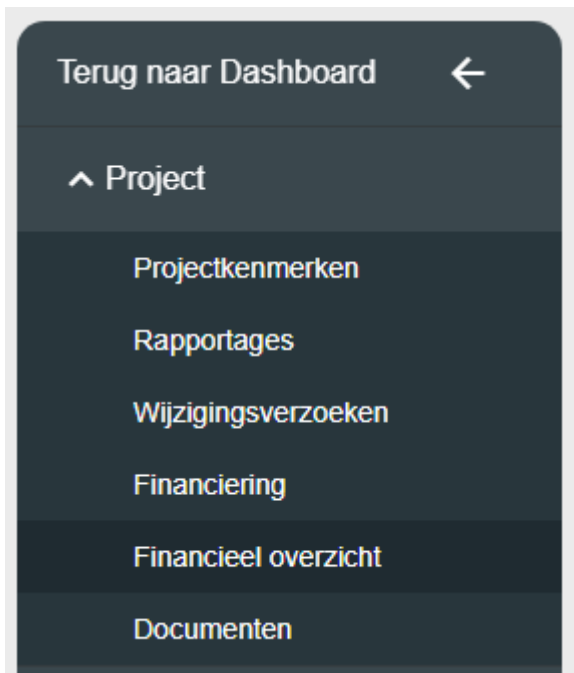 Terug naar Dashboard
Project
Projectkenmerken
Rapportages
Wijzigingsverzoeken
Financiering
Financieel overzicht
Documenten